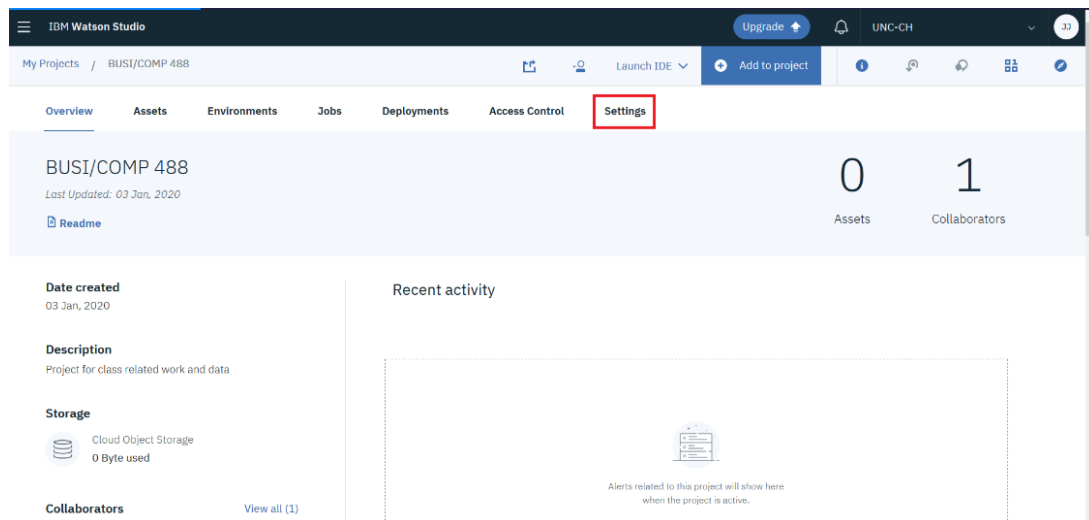 IBM Watson Studio
Upgrade
UNC-CH
JJ
My Projects / BUSI/COMP 488
Launch IDE
Add to project
Overview Assets Environments Jobs Deployments Access Control Settings
BUSI/COMP 488
Last Updated: 03 Jan, 2020
Readme
0
Assets
1
Collaborators
Date created
03 Jan, 2020
Description
Project for class related work and data
Storage
Cloud Object Storage
0 Byte used
Collaborators View all (1)
Recent activity
Alerts related to this project will show here
when the project is active.